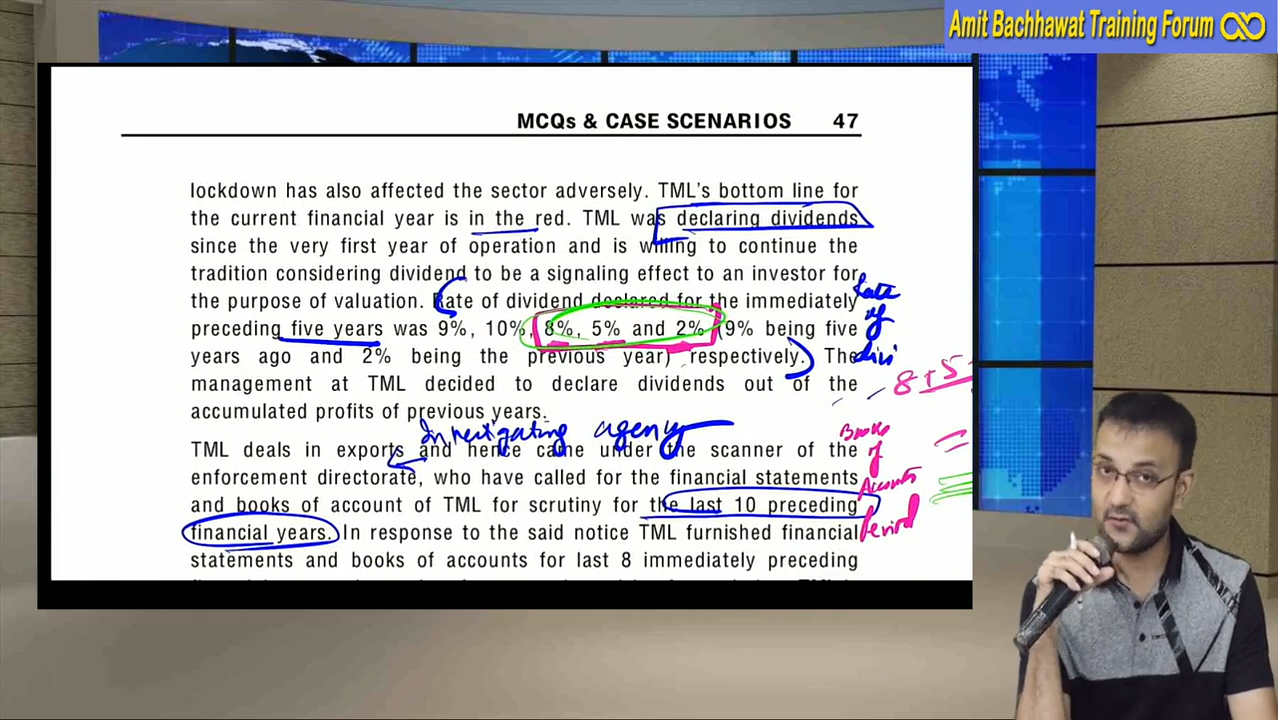 Amit Bachhawat Training Forum
MCQs & CASE SCENARIOS 47
lockdown has also affected the sector adversely. TML's bottom line for
the current financial year is in the red. TML was declaring dividends
since the very first year of operation and is willing to continue the
tradition considering dividend to be a signaling effect to an investor for
the purpose of valuation. Rate of dividend declared for the immediately
preceding five years was 9%, 10%, 8%, 5% and 2% (9% being five
years ago and 2% being the previous year) respectively. The
management at TML decided to declare dividends out of the
accumulated profits of previous years.
Rate
of
divi
8+5
Investigating agency
TML deals in exports and hence came under the scanner of the
enforcement directorate, who have called for the financial statements
and books of account of TML for scrutiny for the last 10 preceding
financial years. In response to the said notice TML furnished financial
statements and books of accounts for last 8 immediately preceding
Books
of
Accounts
Period